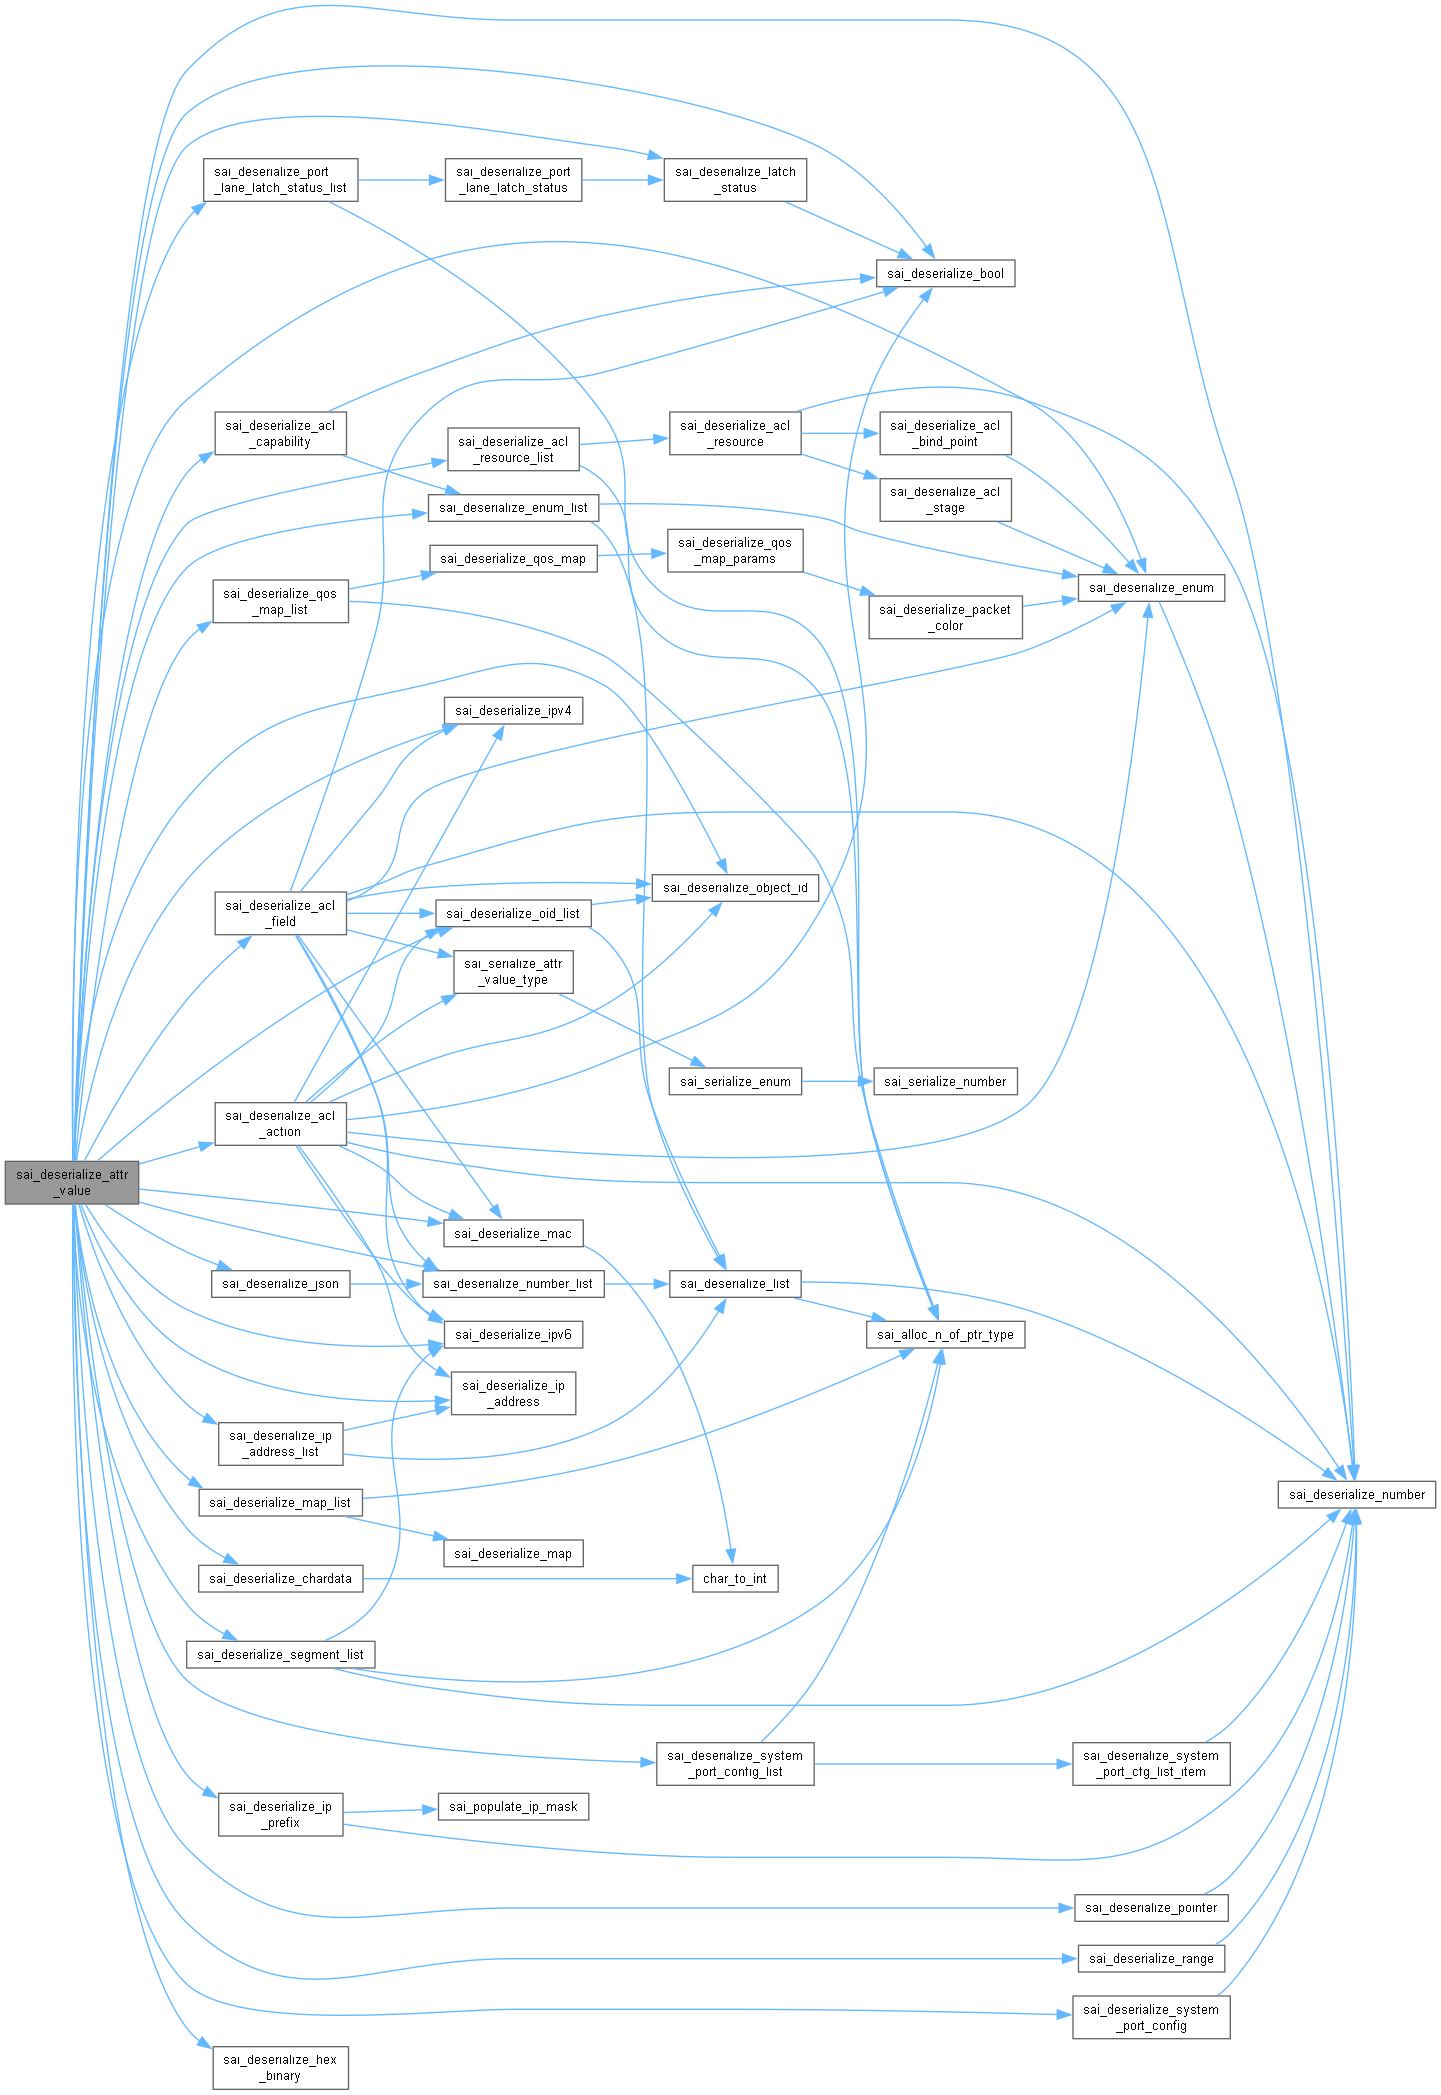 sai_deserialize_port
_lane_latch_status_list
sai_deserialize_port
_lane_latch_status
sai_deserialize_latch
_status
sai_deserialize_bool
sai_deserialize_acl
_capability
sai_deserialize_acl
_resource_list
sai_deserialize_acl
_resource
sai_deserialize_acl
_bind_point
sai_deserialize_acl
_stage
sai_deserialize_enum_list
sai_deserialize_qos_map
sai_deserialize_qos
_map_params
sai_deserialize_enum
sai_deserialize_qos
_map_list
sai_deserialize_packet
_color
sai_deserialize_ipv4
sai_deserialize_object_id
sai_deserialize_acl
_field
sai_deserialize_oid_list
sai_serialize_attr
_value_type
sai_serialize_enum
sai_serialize_number
sai_deserialize_acl
_action
sai_deserialize_attr
_value
sai_deserialize_mac
sai_deserialize_json
sai_deserialize_number_list
sai_deserialize_list
sai_deserialize_ipv6
sai_alloc_n_of_ptr_type
sai_deserialize_ip
_address
sai_deserialize_ip
_address_list
sai_deserialize_number
sai_deserialize_map_list
sai_deserialize_map
sai_deserialize_chardata
char_to_int
sai_deserialize_segment_list
sai_deserialize_system
_port_config_list
sai_deserialize_system
_port_cfg_list_item
sai_deserialize_ip
_prefix
sai_populate_ip_mask
sai_deserialize_pointer
sai_deserialize_range
sai_deserialize_system
_port_config
sai_deserialize_hex
_binary